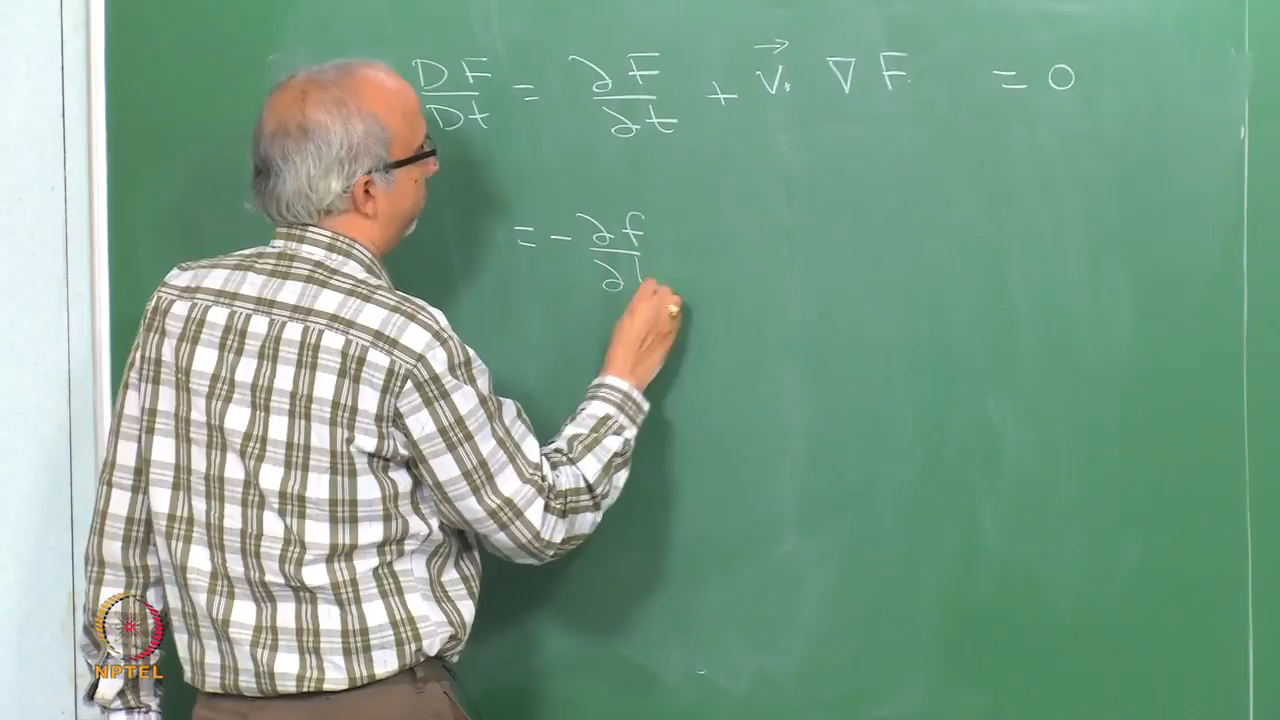 DF/Dt = ∂F/∂t + v⃗. ∇F = 0
= - ∂f/∂t
NPTEL